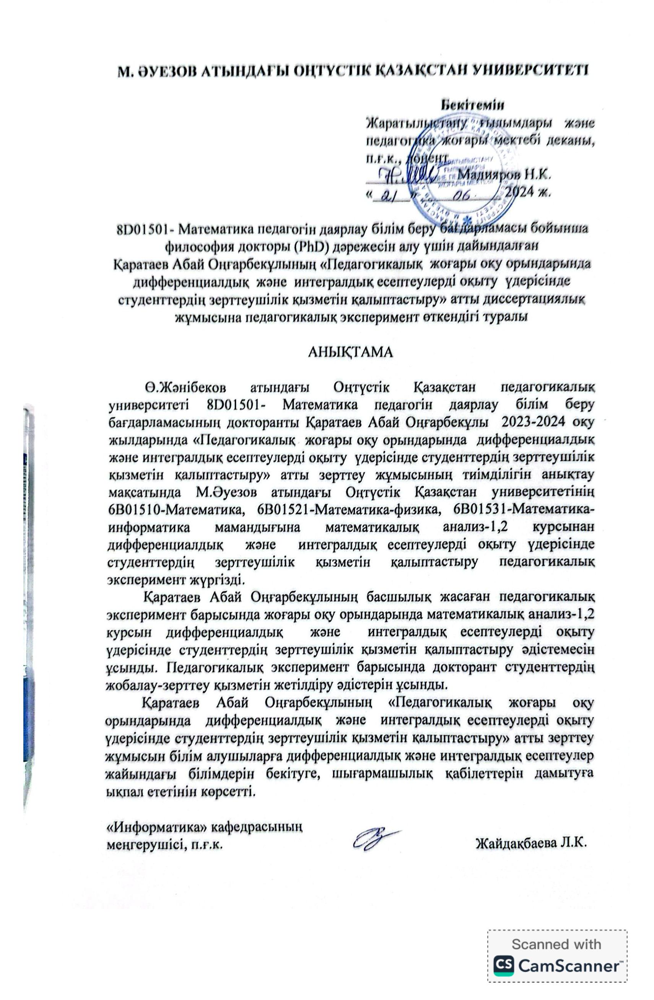 М. ӘУЕЗОВ АТЫНДАҒЫ ОҢТҮСТІК ҚАЗАҚСТАН УНИВЕРСИТЕТІ
Бекітемін
Жаратылыстану ғылымдары және
педагогика жоғары мектебі деканы,
п.ғ.к., доцент
Мадияров Н.К.
« 21 » 06. 2024 ж.
8D01501- Математика педагогін даярлау білім беру бағдарламасы бойынша
философия докторы (PhD) дәрежесін алу үшін дайындалған
Қаратаев Абай Оңғарбекұлының «Педагогикалық жоғары оқу орындарында
дифференциалдық және интегралдық есептеулерді оқыту үдерісінде
студенттердің зерттеушілік қызметін қалыптастыру» атты диссертациялық
жұмысына педагогикалық эксперимент өткендігі туралы
АНЫҚТАМА
Ө.Жәнібеков атындағы Оңтүстік Қазақстан педагогикалық
университеті 8D01501- Математика педагогін даярлау білім беру
бағдарламасының докторанты Қаратаев Абай Оңғарбекұлы 2023-2024 оқу
жылдарында «Педагогикалық жоғары оқу орындарында дифференциалдық
және интегралдық есептеулерді оқыту үдерісінде студенттердің зерттеушілік
қызметін қалыптастыру» атты зерттеу жұмысының тиімділігін анықтау
мақсатында М.Әуезов атындағы Оңтүстік Қазақстан университетінің
6В01510-Математика, 6В01521-Математика-физика, 6В01531-Математика-
информатика мамандығына математикалық анализ-1,2 курсынан
дифференциалдық және интегралдық есептеулерді оқыту үдерісінде
студенттердің зерттеушілік қызметін қалыптастыру педагогикалық
эксперимент жүргізді.
Қаратаев Абай Оңғарбекұлының басшылық жасаған педагогикалық
эксперимент барысында жоғары оқу орындарында математикалық анализ-1,2
курсын дифференциалдық және интегралдық есептеулерді оқыту
үдерісінде студенттердің зерттеушілік қызметін қалыптастыру әдістемесін
ұсынды. Педагогикалық эксперимент барысында докторант студенттердің
жобалау-зерттеу қызметін жетілдіру әдістерін ұсынды.
Қаратаев Абай Оңғарбекұлының «Педагогикалық жоғары оқу
орындарында дифференциалдық және интегралдық есептеулерді оқыту
үдерісінде студенттердің зерттеушілік қызметін қалыптастыру» атты зерттеу
жұмысын білім алушыларға дифференциалдық және интегралдық есептеулер
жайындағы білімдерін бекітуге, шығармашылық қабілеттерін дамытуға
ықпал ететінін көрсетті.
«Информатика» кафедрасының
меңгерушісі, п.ғ.к.
Жайдақбаева Л.К.
Scanned with
CS CamScanner™